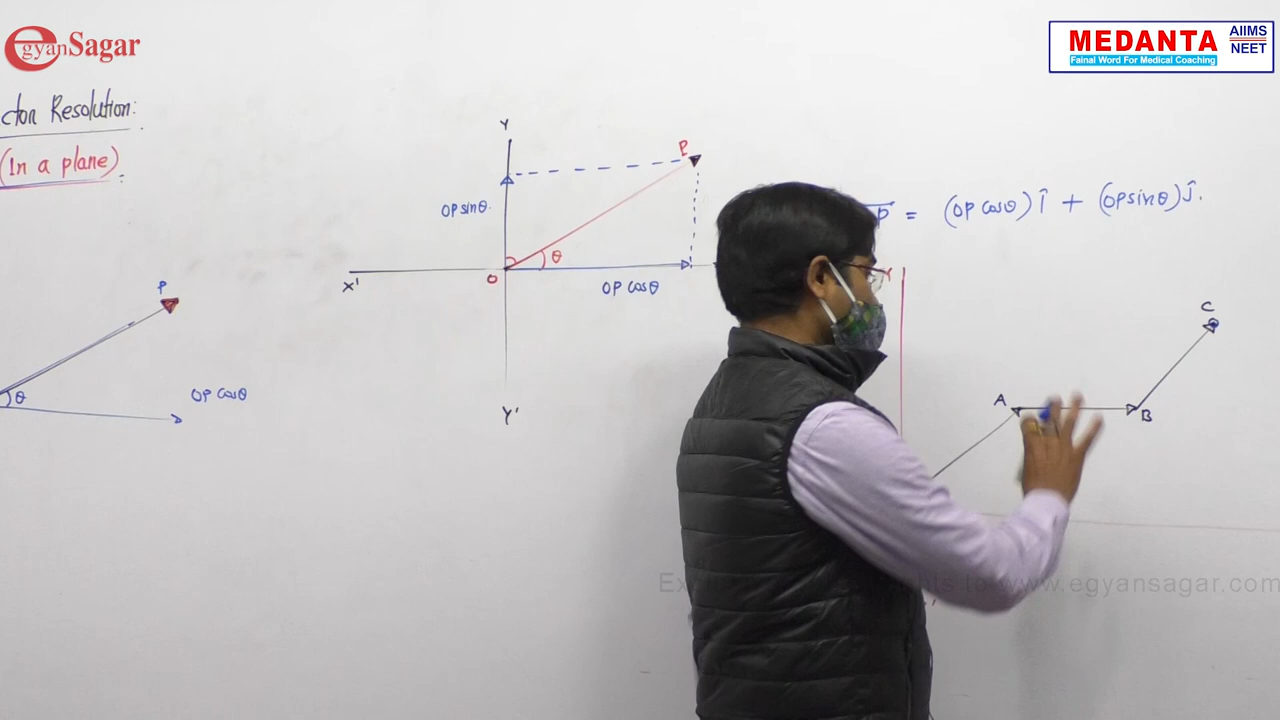 egyanSagar
MEDANTA
Fainal Word For Medical Coaching
AIIMS
NEET
Resolution:
(In a plane).
Y
P
OP sinθ.
θ
O
X'
OP cosθ
Y'
= (OP cosθ) î + (OP sinθ) ĵ.
P
θ
OP cosθ
C
A
B
www.egyansagar.com